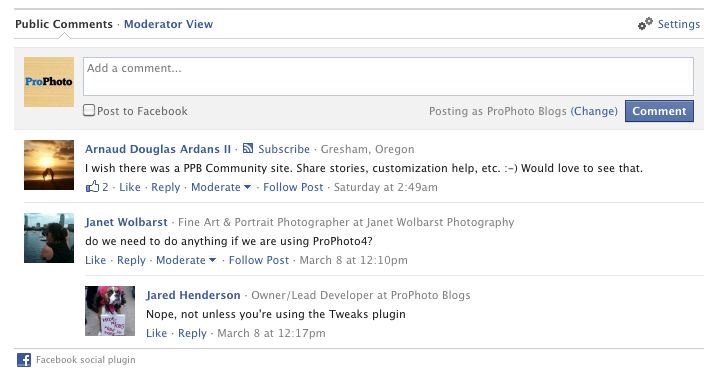 Public Comments · Moderator View
Settings
ProPhoto
Add a comment...
Post to Facebook
Posting as ProPhoto Blogs (Change)
Comment
Arnaud Douglas Ardans II · Subscribe · Gresham, Oregon
I wish there was a PPB Community site. Share stories, customization help, etc. :-) Would love to see that.
2 · Like · Reply · Moderate · Follow Post · Saturday at 2:49am
Janet Wolbarst · Fine Art & Portrait Photographer at Janet Wolbarst Photography
do we need to do anything if we are using ProPhoto4?
Like · Reply · Moderate · Follow Post · March 8 at 12:10pm
Jared Henderson · Owner/Lead Developer at ProPhoto Blogs
Nope, not unless you're using the Tweaks plugin
Like · Reply · March 8 at 12:17pm
Facebook social plugin